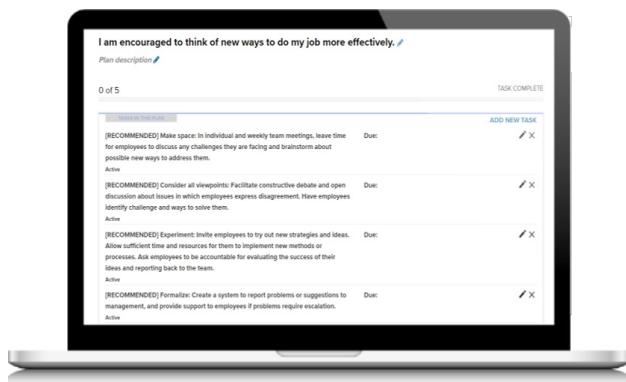 I am encouraged to think of new ways to do my job more effectively.
Plan description
0 of 5
TASK COMPLETE
TASKS IN THE PLAN
ADD NEW TASK
[RECOMMENDED] Make space: In individual and weekly team meetings, leave time
for employees to discuss any challenges they are facing and brainstorm about
possible new ways to address them.
Due:
Active
[RECOMMENDED] Consider all viewpoints: Facilitate constructive debate and open
discussion about issues in which employees express disagreement. Have employees
identify challenge and ways to solve them.
Due:
Active
[RECOMMENDED] Experiment: Invite employees to try out new strategies and ideas.
Allow sufficient time and resources for them to implement new methods or
processes. Ask employees to be accountable for evaluating the success of their
ideas and reporting back to the team.
Due:
Active
[RECOMMENDED] Formalize: Create a system to report problems or suggestions to
management, and provide support to employees if problems require escalation.
Due:
Active